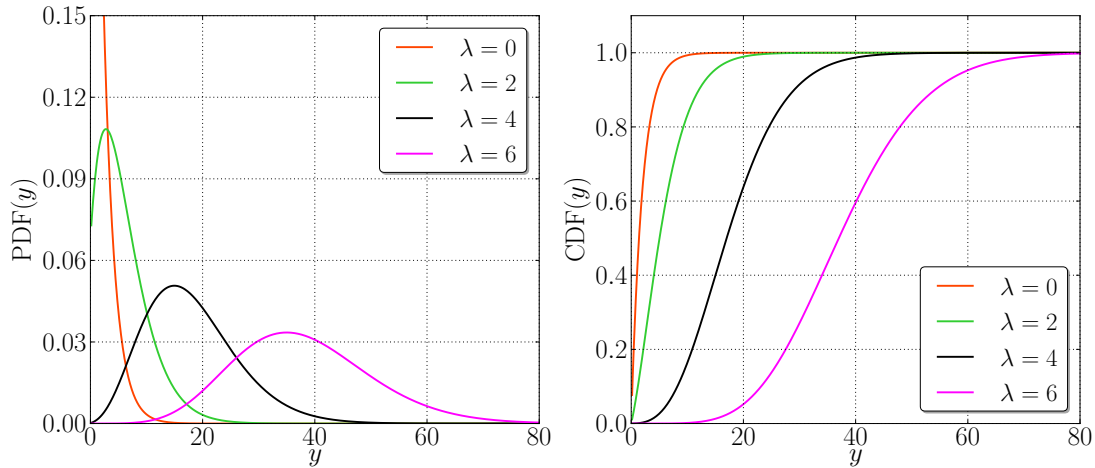 0.15
0.12
0.09
0.06
0.03
0.00
PDF(y)
0 20 40 60 80
y
λ = 0
λ = 2
λ = 4
λ = 6
1.0
0.8
0.6
0.4
0.2
0.0
CDF(y)
0 20 40 60 80
y
λ = 0
λ = 2
λ = 4
λ = 6